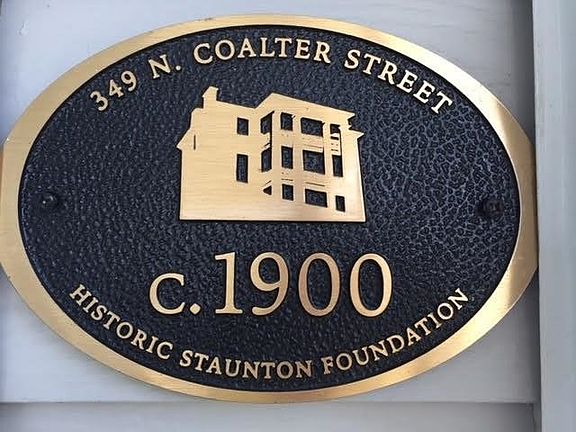 349 N. COALTER STREET
c.1900
HISTORIC STAUNTON FOUNDATION